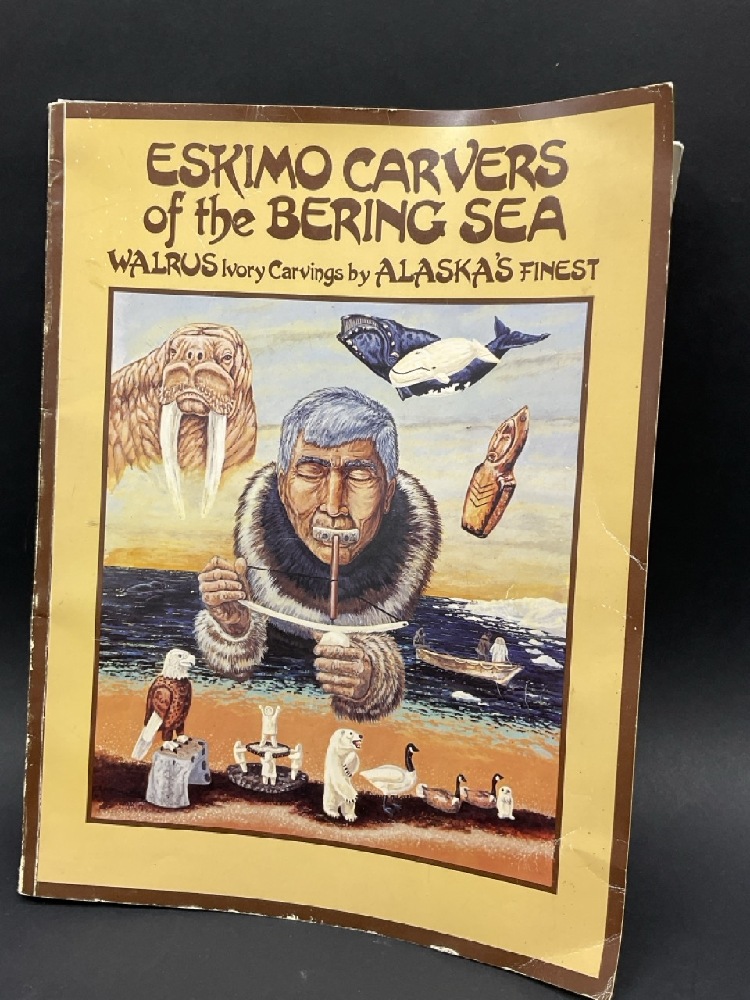 ESKIMO CARVERS
of the BERING SEA
WALRUS Ivory Carvings by ALASKA'S FINEST